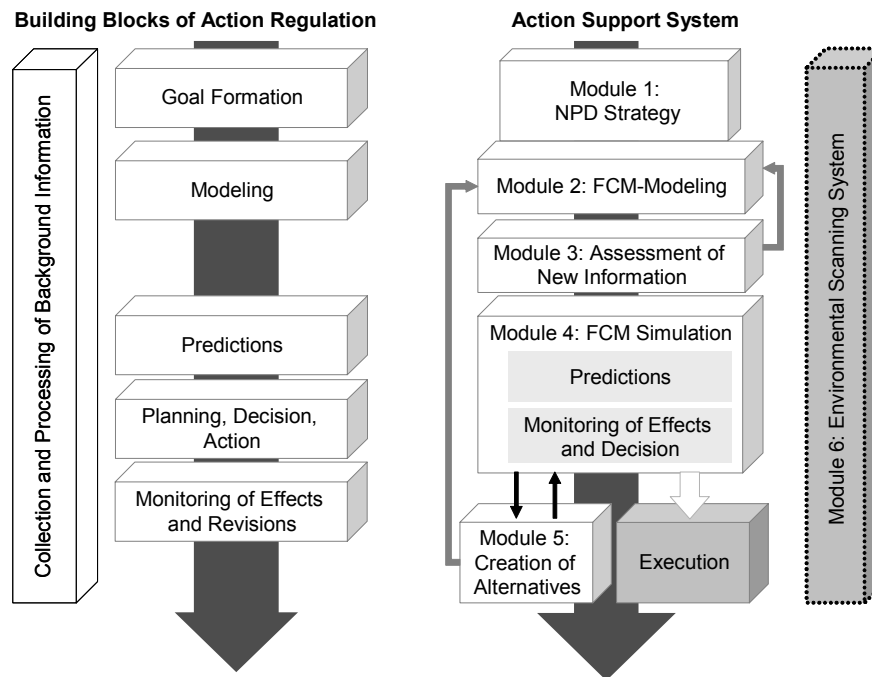 Building Blocks of Action Regulation
Collection and Processing of Background Information
Goal Formation
Modeling
Predictions
Planning, Decision,
Action
Monitoring of Effects
and Revisions
Action Support System
Module 1:
NPD Strategy
Module 2: FCM-Modeling
Module 3: Assessment of
New Information
Module 4: FCM Simulation
Predictions
Monitoring of Effects
and Decision
Module 5:
Creation of
Alternatives
Execution
Module 6: Environmental Scanning System